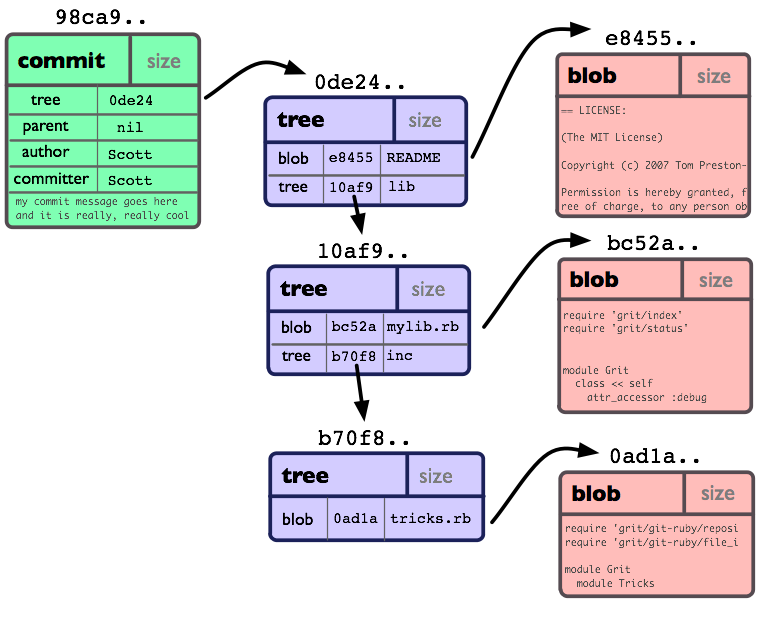 98ca9..
commit size
tree 0de24
parent nil
author Scott
committer Scott
my commit message goes here
and it is really, really cool
0de24..
tree size
blob e8455 README
tree 10af9 lib
10af9..
tree size
blob bc52a mylib.rb
tree b70f8 inc
b70f8..
tree size
blob 0ad1a tricks.rb
e8455..
blob size
== LICENSE:
(The MIT License)
Copyright (c) 2007 Tom Preston-
Permission is hereby granted, f
ree of charge, to any person ob
bc52a..
blob size
require 'grit/index'
require 'grit/status'
module Grit
class << self
attr_accessor :debug
0ad1a..
blob size
require 'grit/git-ruby/reposi
require 'grit/git-ruby/file_i
module Grit
module Tricks